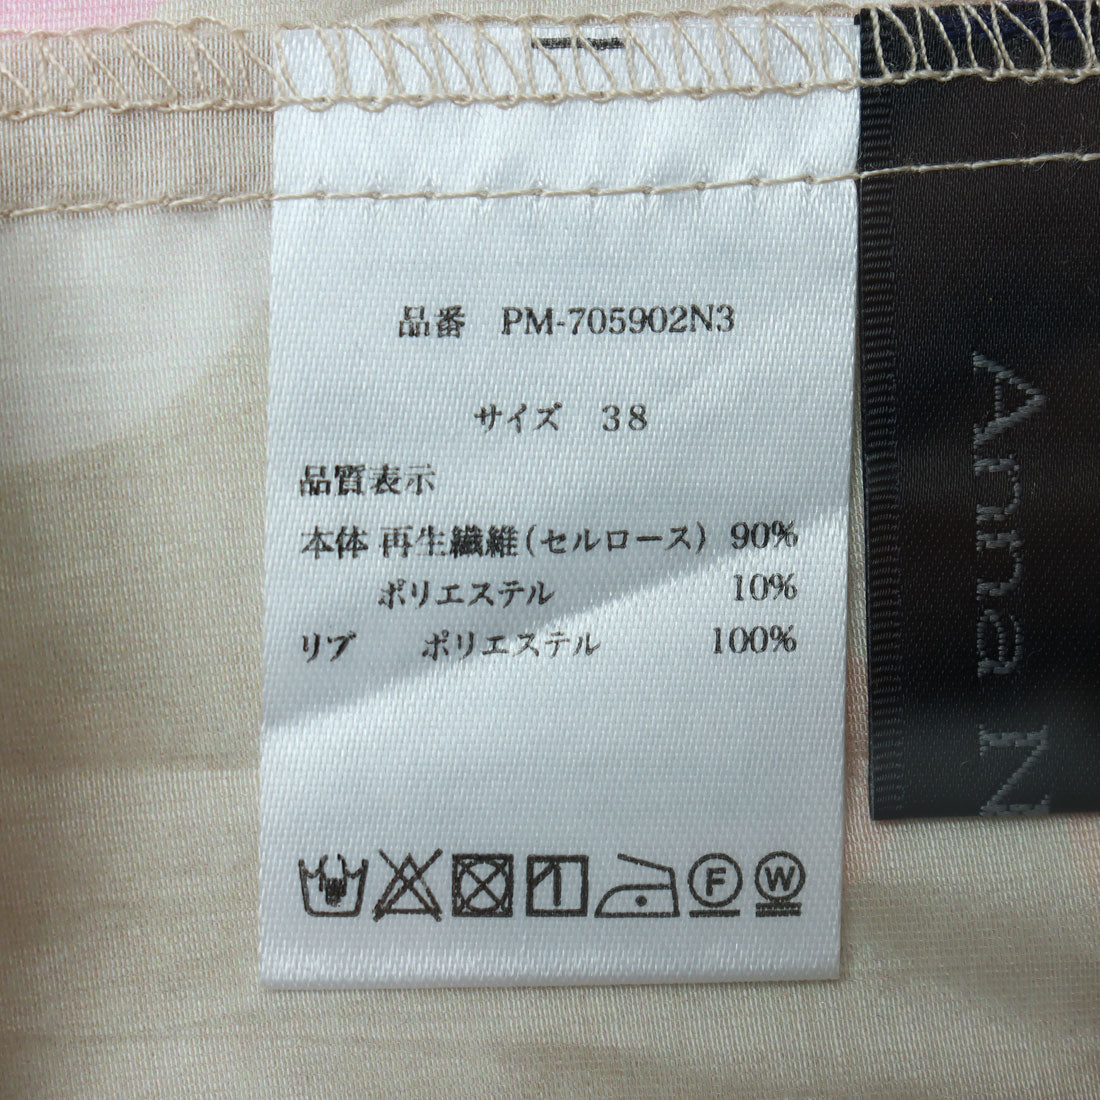 品番 PM-705902N3
サイズ 38
品質表示
本体 再生繊維(セルロース) 90%
ポリエステル 10%
リブ ポリエステル 100%
F
W
Anna N